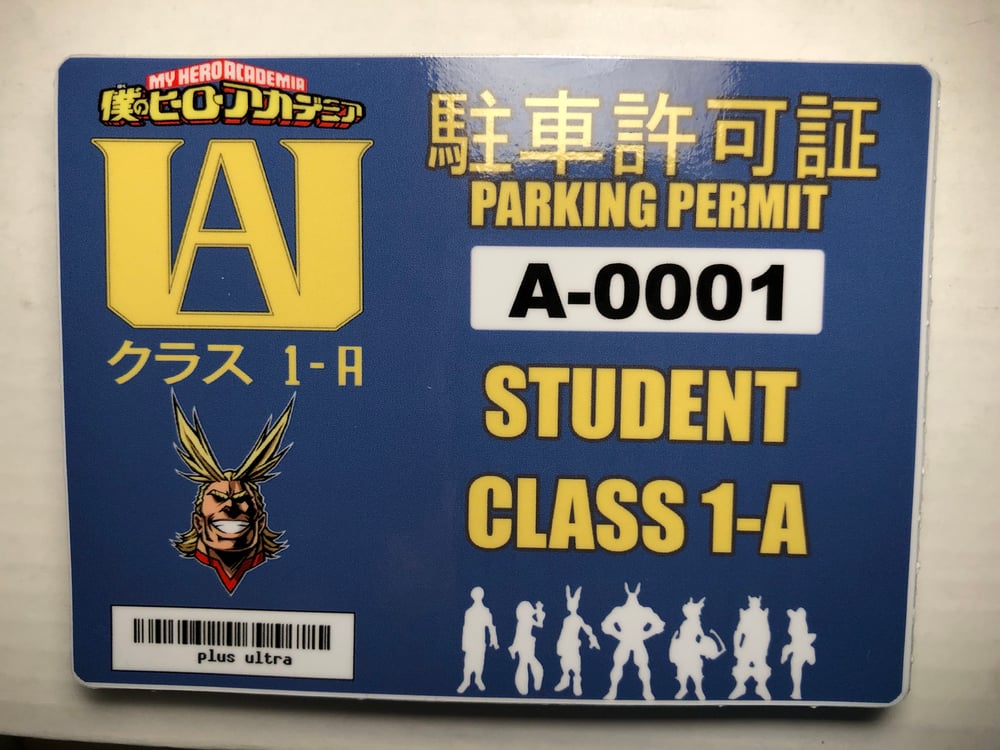 MY HERO ACADEMIA
僕のヒーローアカデミア
UA
クラス 1-A
plus ultra
駐車許可証
PARKING PERMIT
A-0001
STUDENT
CLASS 1-A